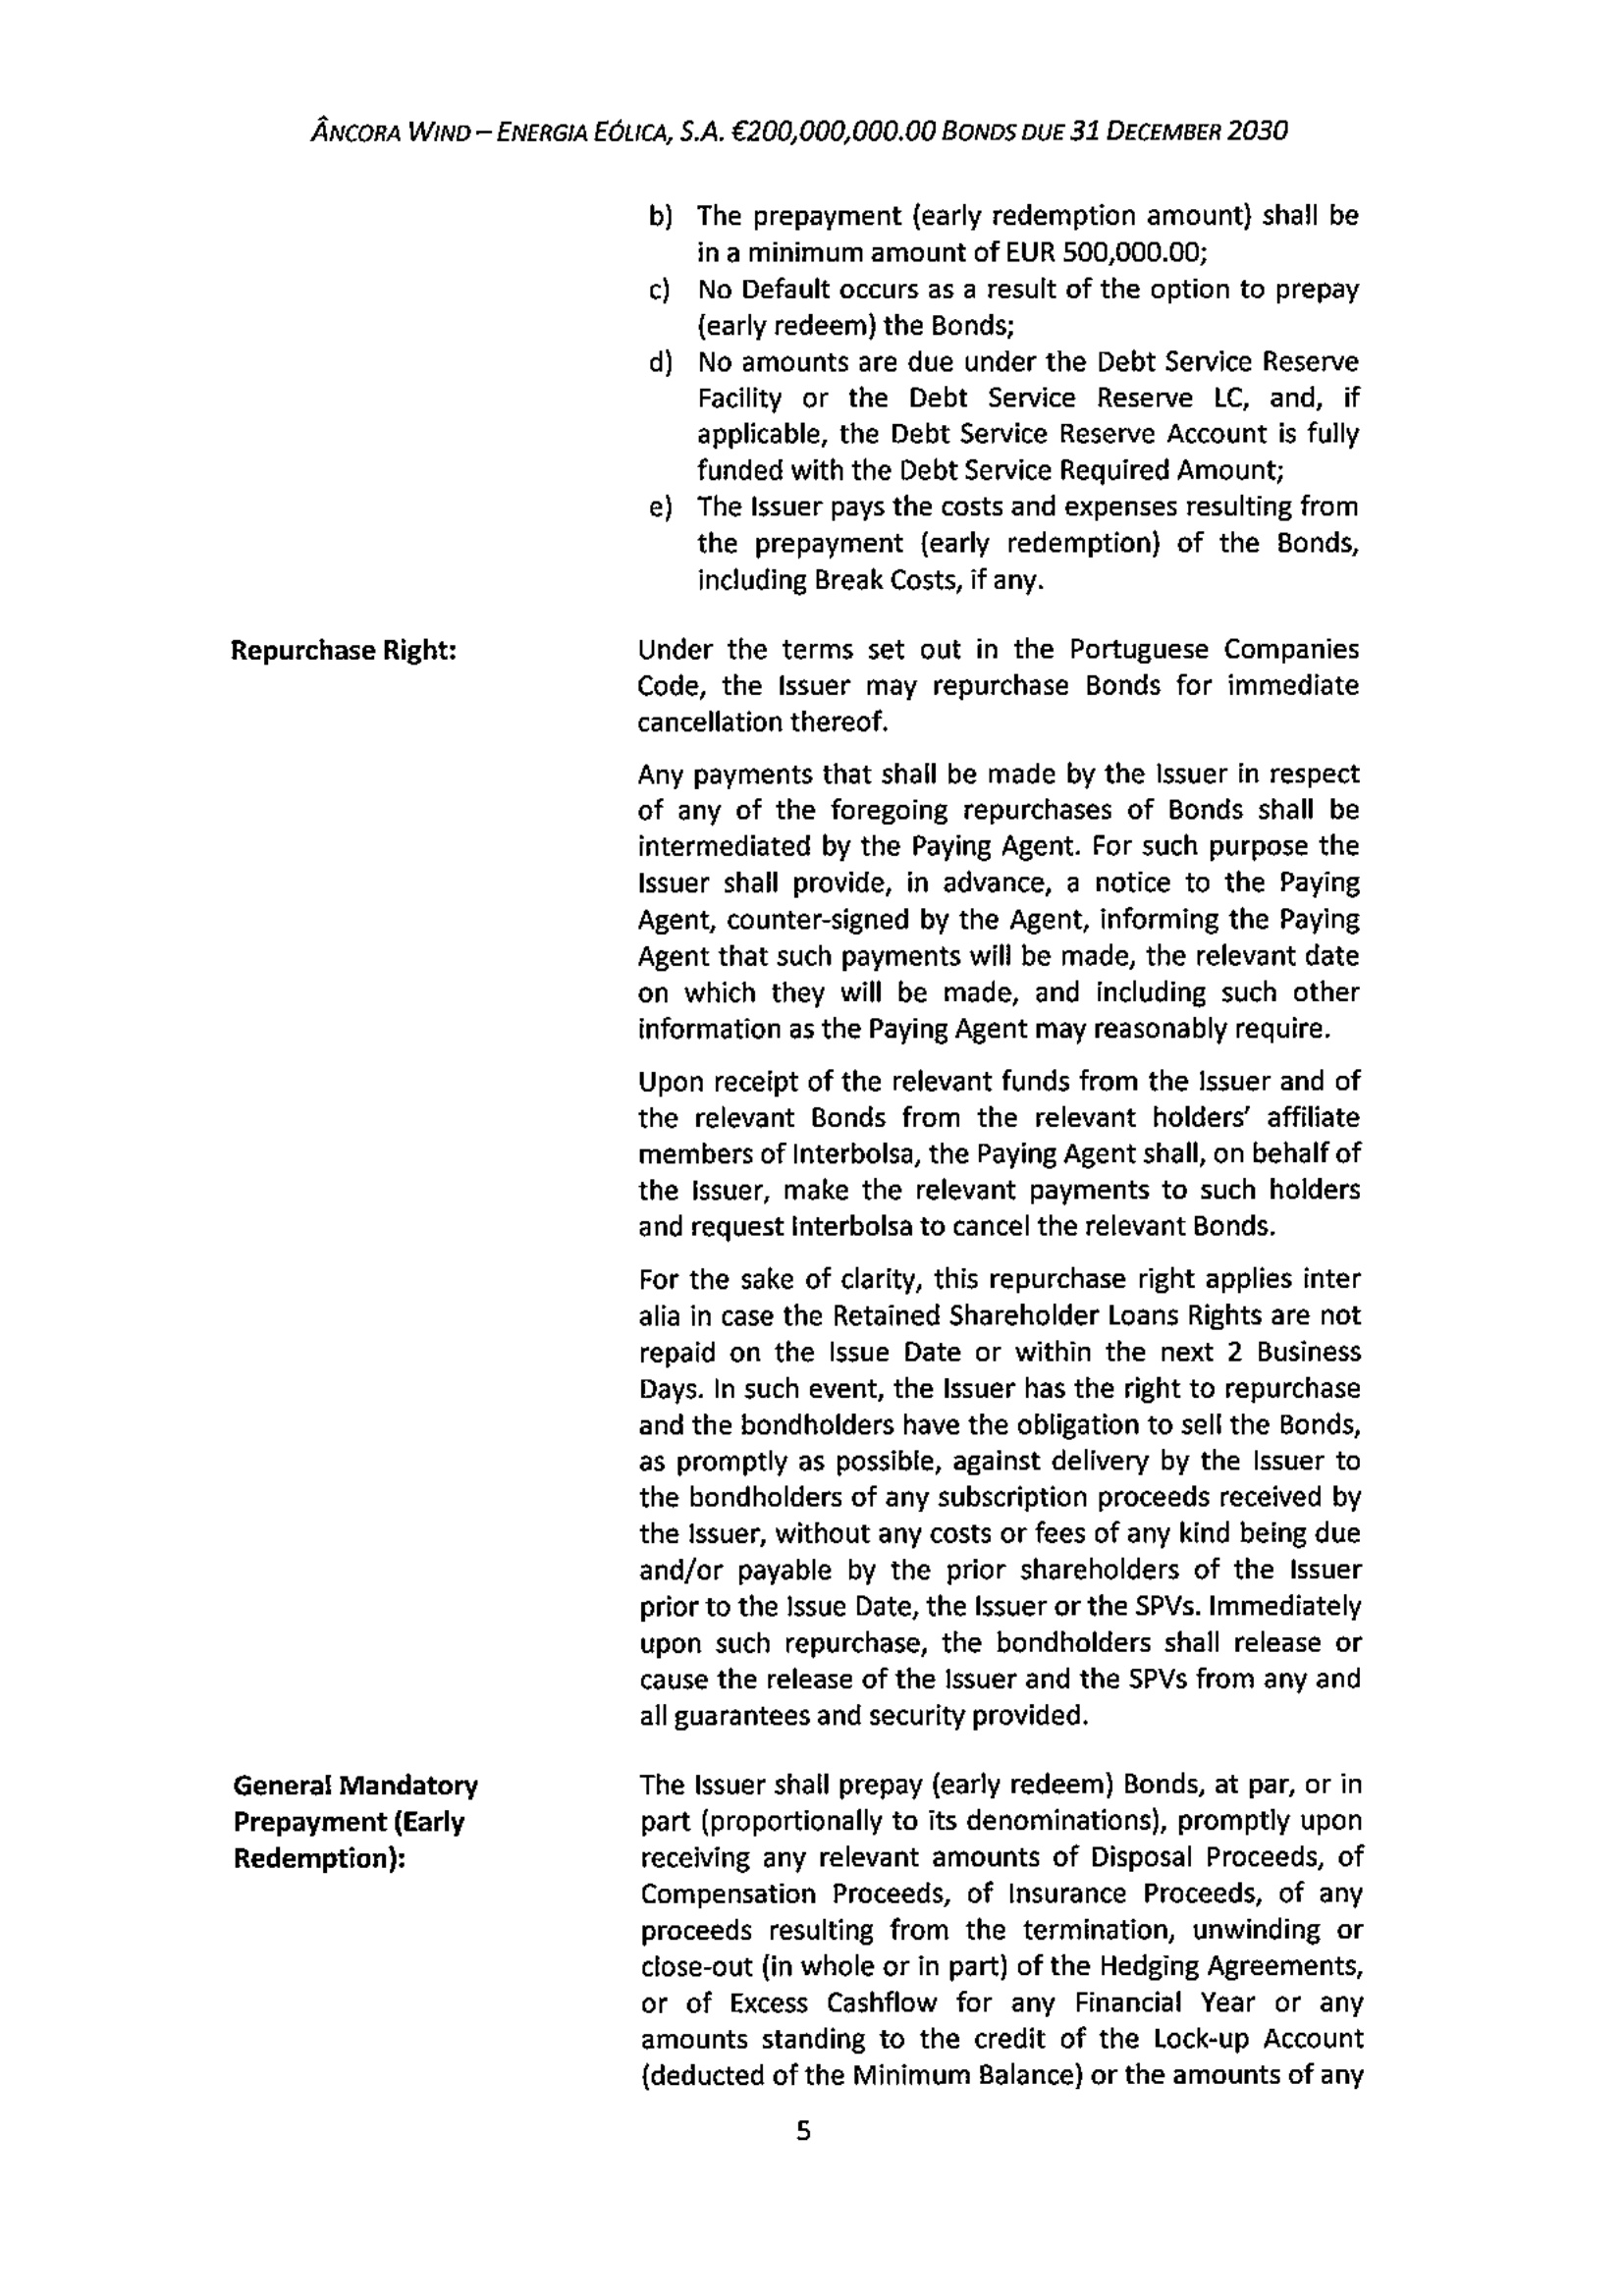 ÂNCORA WIND – ENERGIA EÓLICA, S.A. €200,000,000.00 BONDS DUE 31 DECEMBER 2030
b) The prepayment (early redemption amount) shall be
in a minimum amount of EUR 500,000.00;
c) No Default occurs as a result of the option to prepay
(early redeem) the Bonds;
d) No amounts are due under the Debt Service Reserve
Facility or the Debt Service Reserve LC, and, if
applicable, the Debt Service Reserve Account is fully
funded with the Debt Service Required Amount;
e) The Issuer pays the costs and expenses resulting from
the prepayment (early redemption) of the Bonds,
including Break Costs, if any.
Repurchase Right:
Under the terms set out in the Portuguese Companies
Code, the Issuer may repurchase Bonds for immediate
cancellation thereof.
Any payments that shall be made by the Issuer in respect
of any of the foregoing repurchases of Bonds shall be
intermediated by the Paying Agent. For such purpose the
Issuer shall provide, in advance, a notice to the Paying
Agent, counter-signed by the Agent, informing the Paying
Agent that such payments will be made, the relevant date
on which they will be made, and including such other
information as the Paying Agent may reasonably require.
Upon receipt of the relevant funds from the Issuer and of
the relevant Bonds from the relevant holders' affiliate
members of Interbolsa, the Paying Agent shall, on behalf of
the Issuer, make the relevant payments to such holders
and request Interbolsa to cancel the relevant Bonds.
For the sake of clarity, this repurchase right applies inter
alia in case the Retained Shareholder Loans Rights are not
repaid on the Issue Date or within the next 2 Business
Days. In such event, the Issuer has the right to repurchase
and the bondholders have the obligation to sell the Bonds,
as promptly as possible, against delivery by the Issuer to
the bondholders of any subscription proceeds received by
the Issuer, without any costs or fees of any kind being due
and/or payable by the prior shareholders of the Issuer
prior to the Issue Date, the Issuer or the SPVs. Immediately
upon such repurchase, the bondholders shall release or
cause the release of the Issuer and the SPVs from any and
all guarantees and security provided.
General Mandatory
Prepayment (Early
Redemption):
The Issuer shall prepay (early redeem) Bonds, at par, or in
part (proportionally to its denominations), promptly upon
receiving any relevant amounts of Disposal Proceeds, of
Compensation Proceeds, of Insurance Proceeds, of any
proceeds resulting from the termination, unwinding or
close-out (in whole or in part) of the Hedging Agreements,
or of Excess Cashflow for any Financial Year or any
amounts standing to the credit of the Lock-up Account
(deducted of the Minimum Balance) or the amounts of any
5